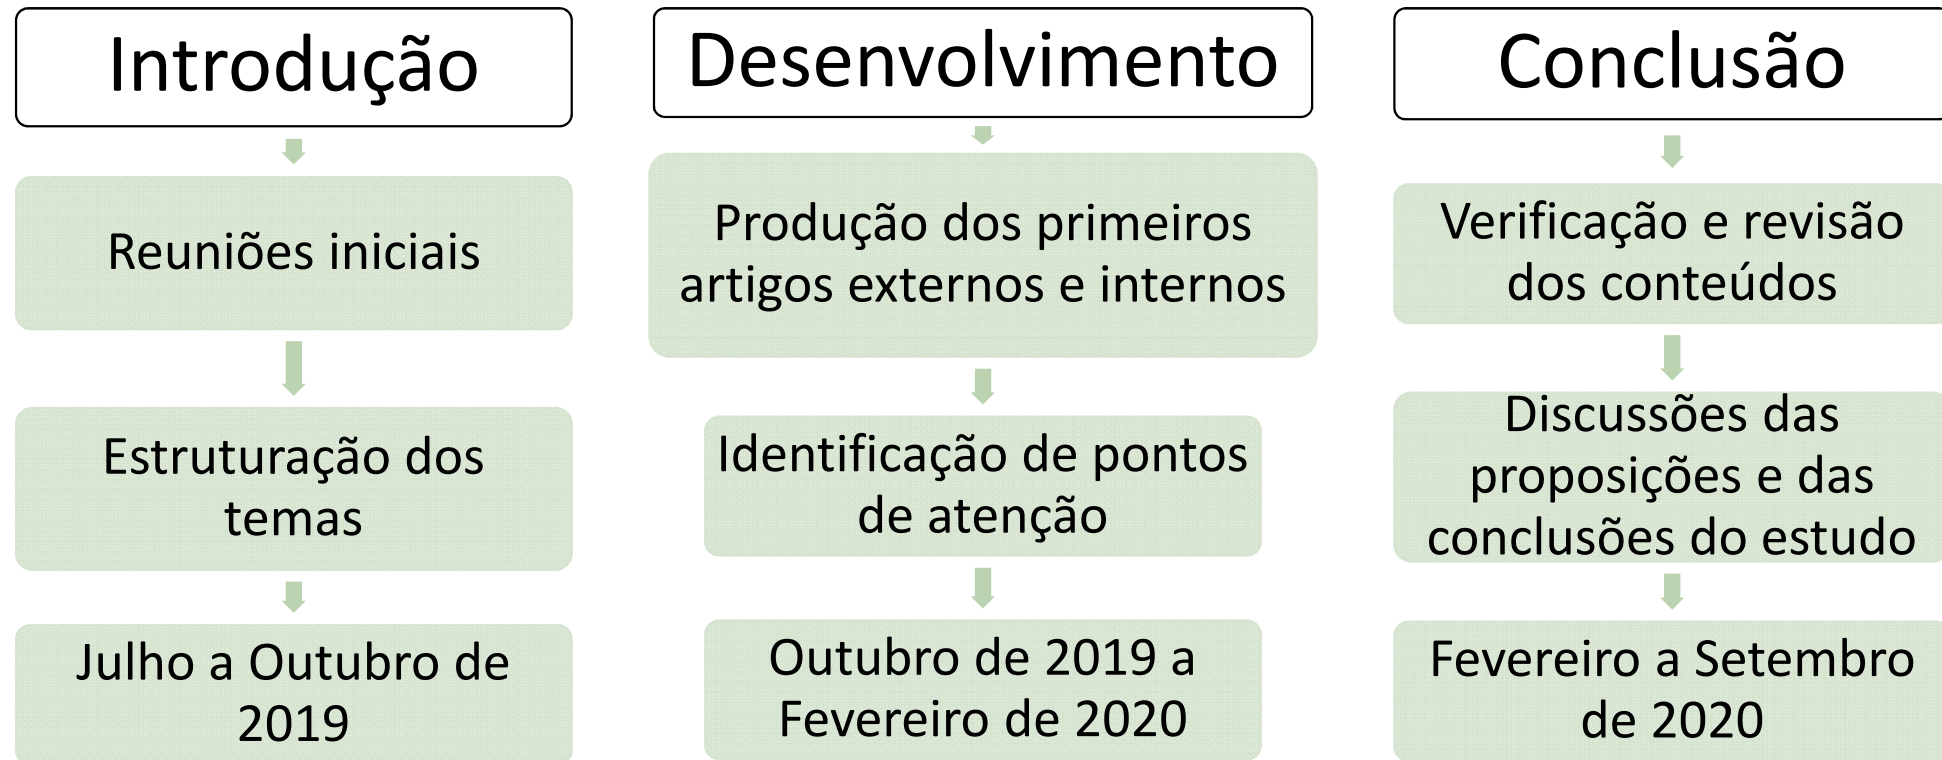 Introdução
Reuniões iniciais
Estruturação dos
temas
Julho a Outubro de
2019
Desenvolvimento
Produção dos primeiros
artigos externos e internos
Identificação de pontos
de atenção
Outubro de 2019 a
Fevereiro de 2020
Conclusão
Verificação e revisão
dos conteúdos
Discussões das
proposições e das
conclusões do estudo
Fevereiro a Setembro
de 2020